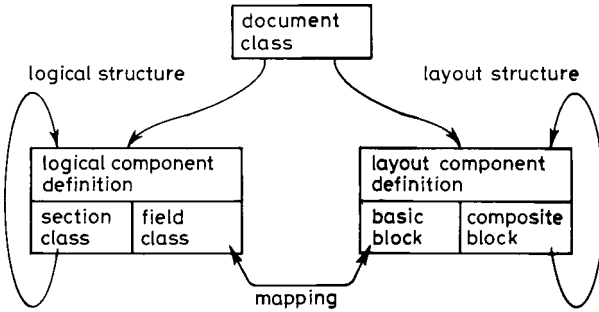 document
class
logical structure
layout structure
logical component
definition
section
class
field
class
layout component
definition
basic
block
composite
block
mapping